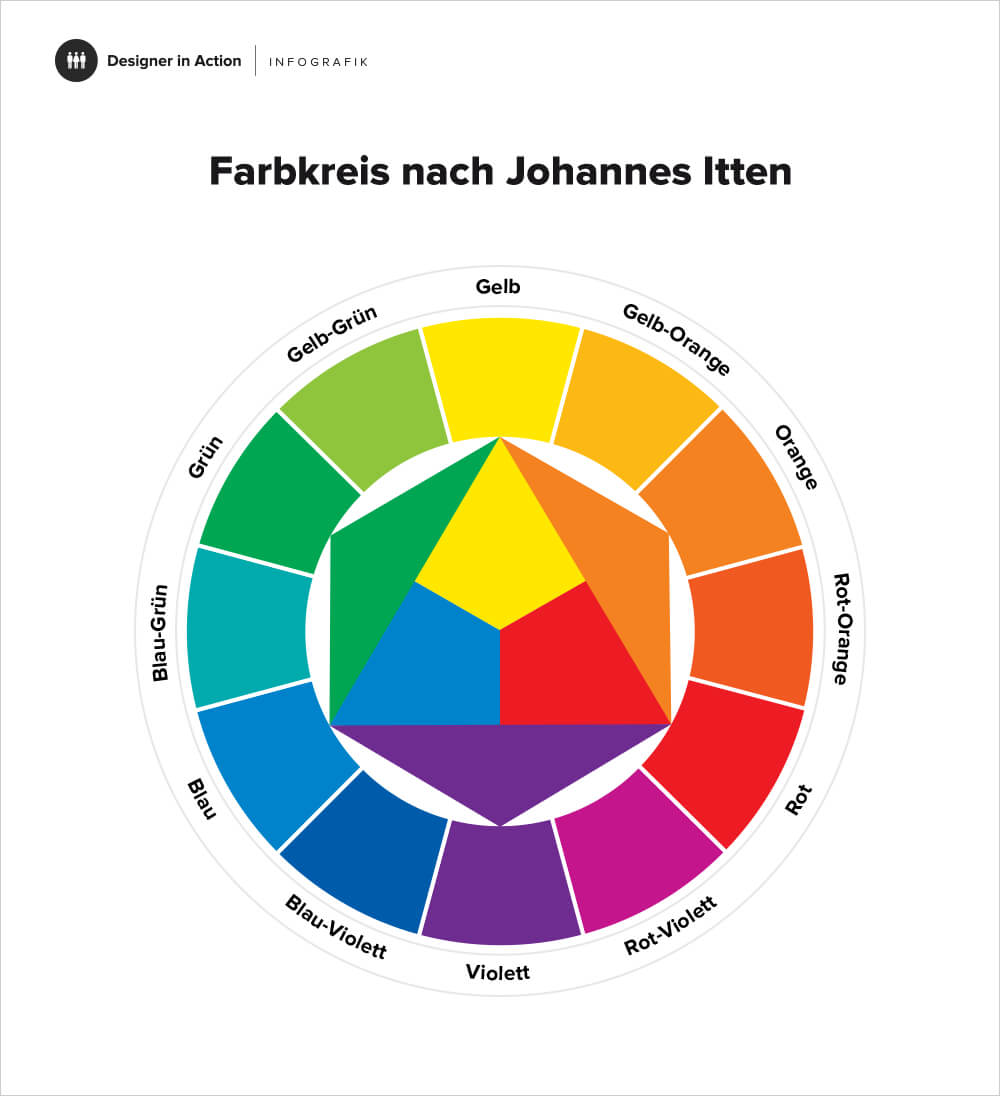 Designer in Action
INFOGRAFIK
Farbkreis nach Johannes Itten
Gelb
Gelb-Orange
Orange
Rot-Orange
Rot
Rot-Violett
Violett
Blau-Violett
Blau
Blau-Grün
Grün
Gelb-Grün